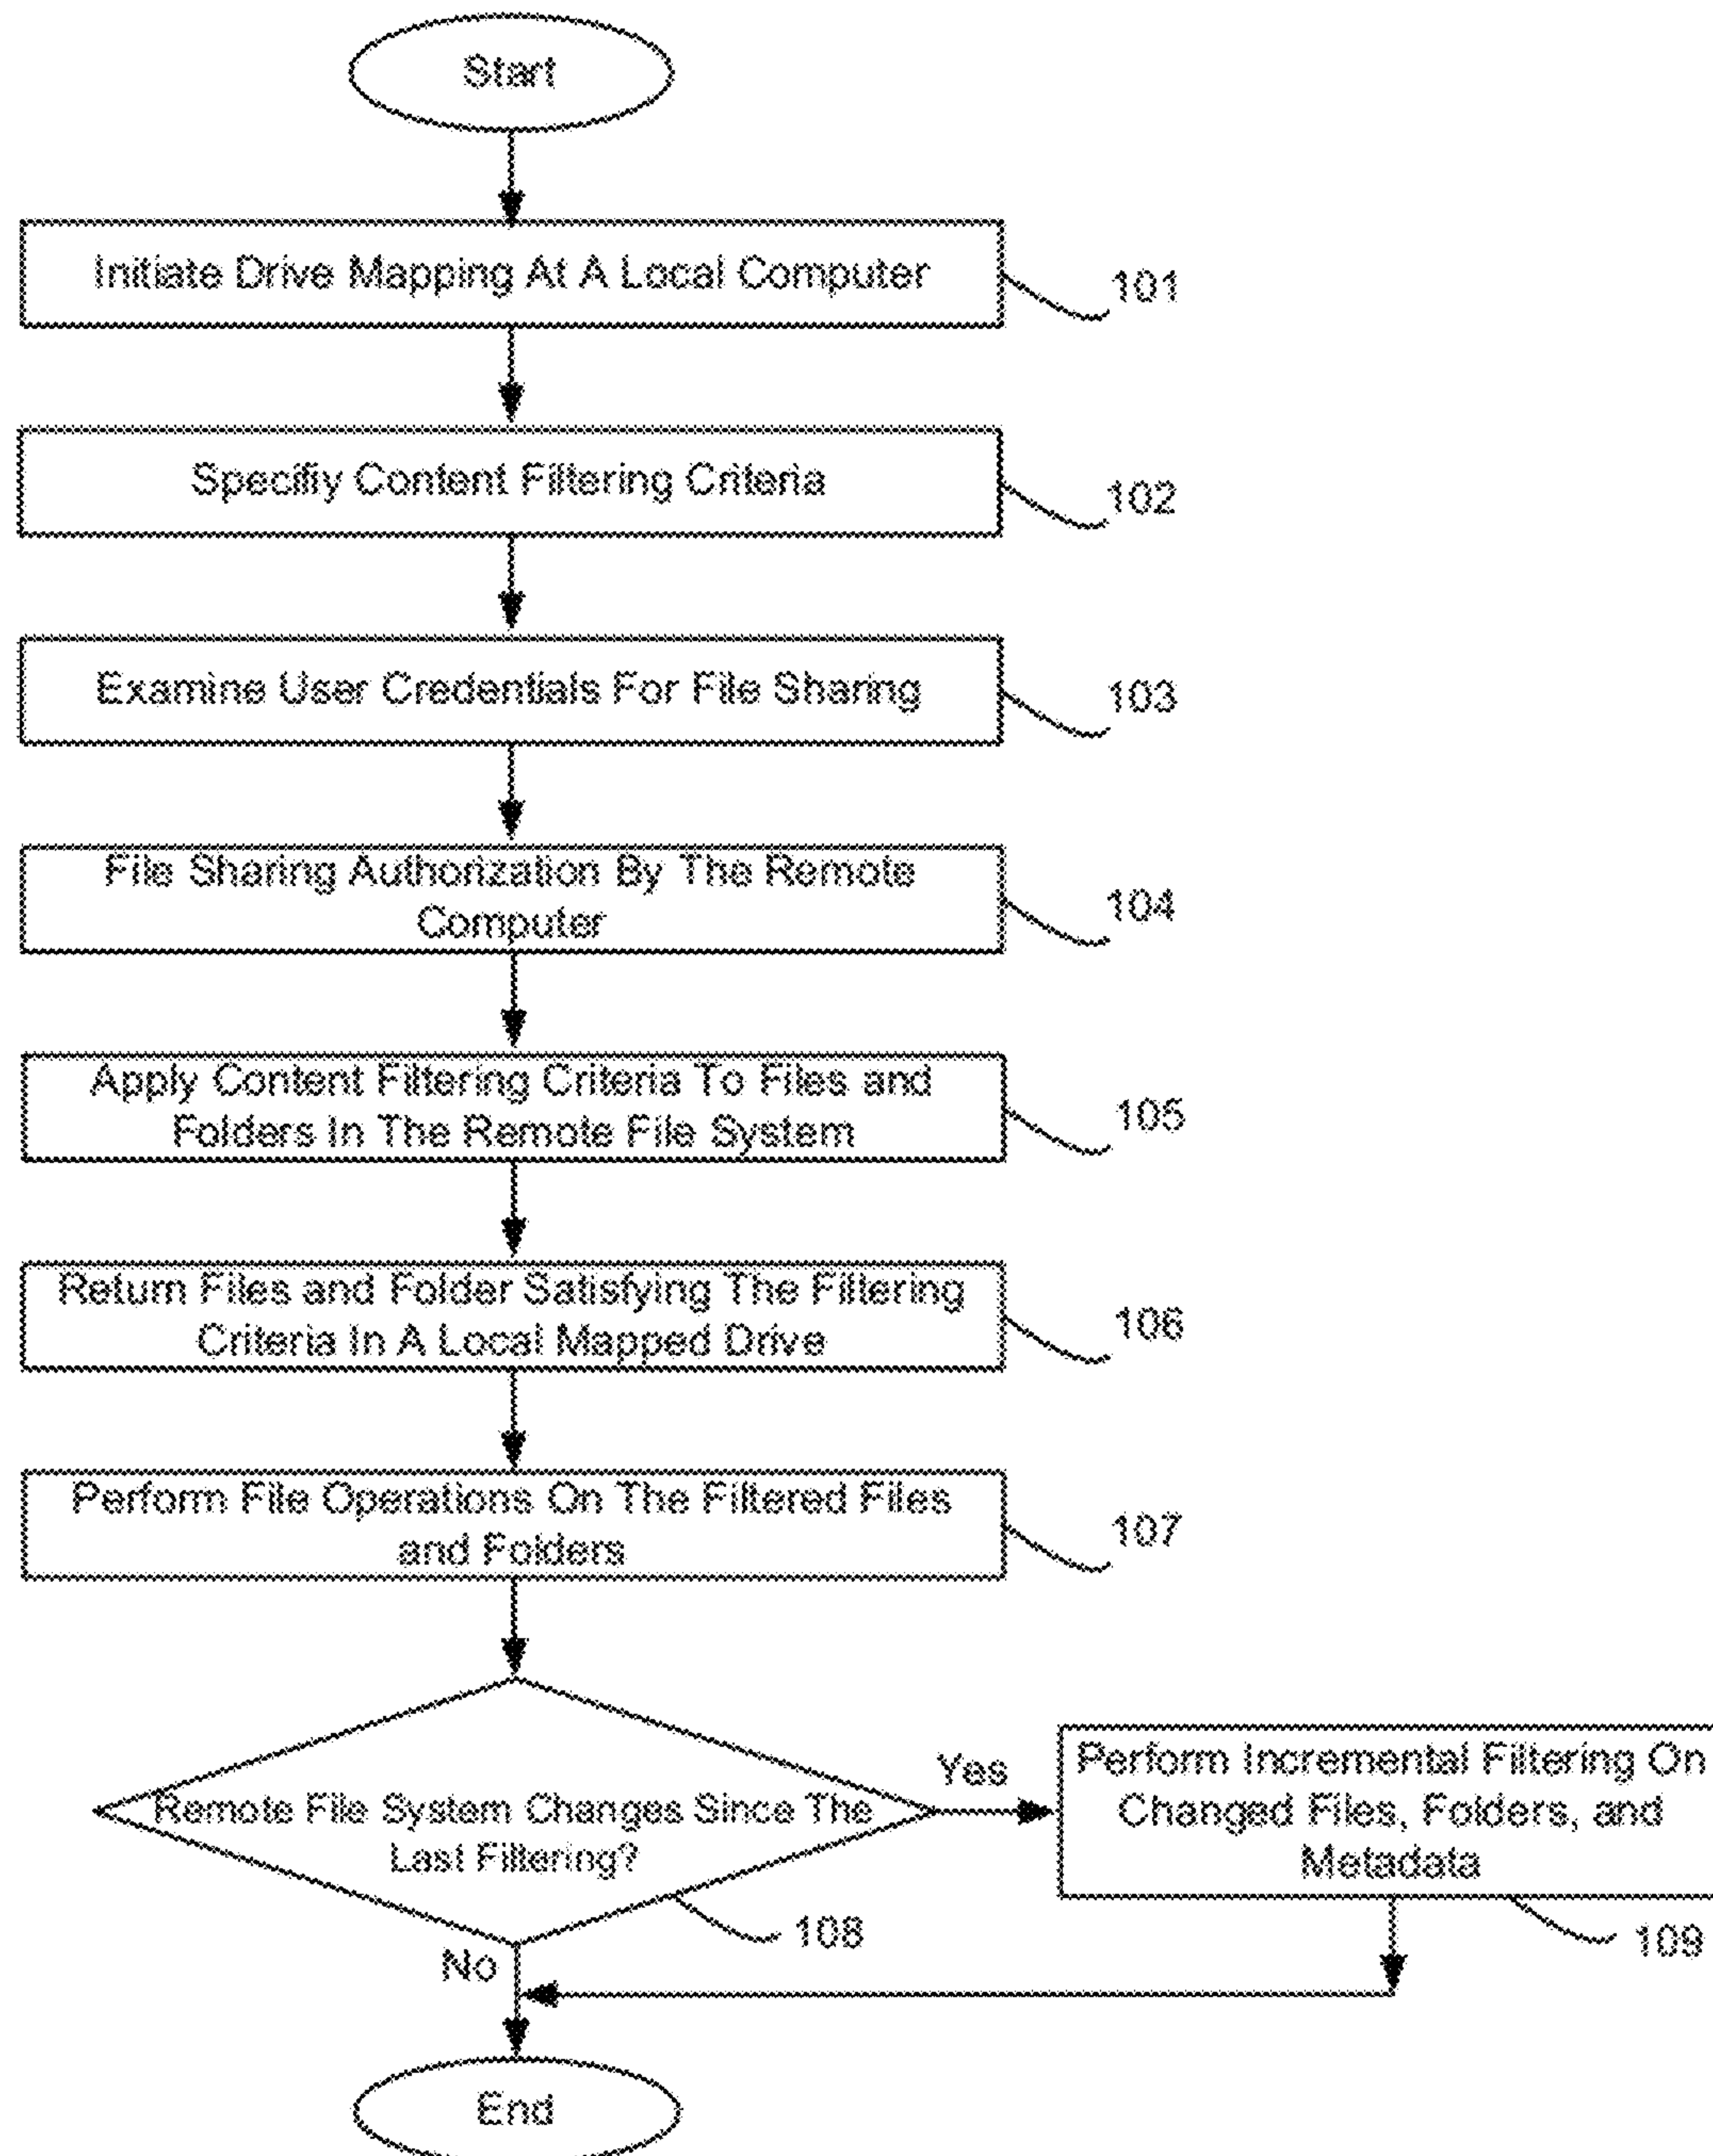 Start
Initiate Drive Mapping At A Local Computer
101
Specifiy Content Filtering Criteria
102
Examine User Credentials For File Sharing
103
File Sharing Authorization By The Remote
Computer
104
Apply Content Filtering Criteria To Files and
Folders In The Remote File System
105
Return Files and Folder Satisfying The Filtering
Criteria In A Local Mapped Drive
106
Perform File Operations On The Filtered Files
and Folders
107
Remote File System Changes Since The
Last Filtering?
108
Yes
Perform Incremental Filtering On
Changed Files, Folders, and
Metadata
109
No
End